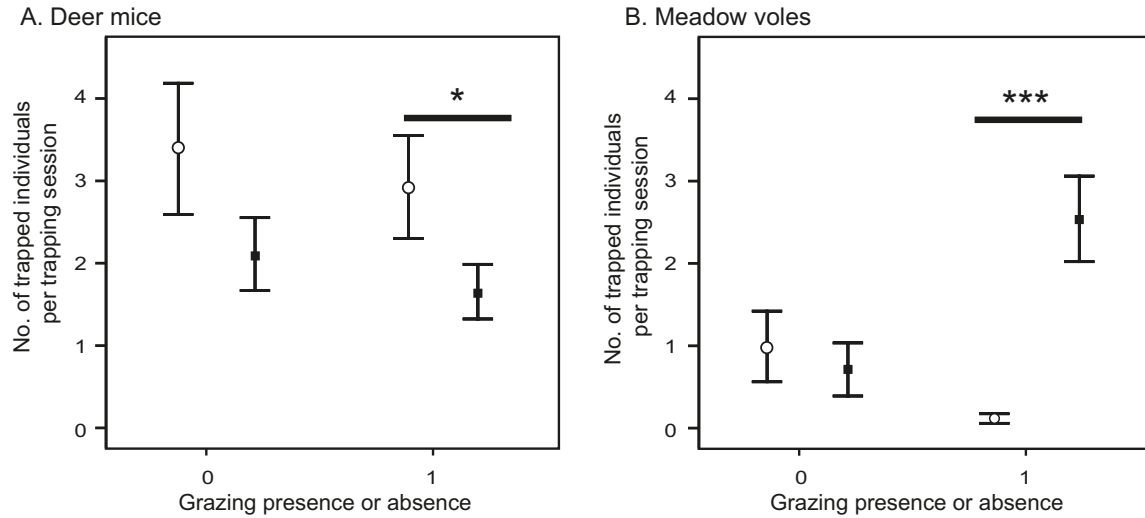 A. Deer mice
No. of trapped individuals
per trapping session
4
3
2
1
0
*
0
1
Grazing presence or absence
B. Meadow voles
No. of trapped individuals
per trapping session
4
3
2
1
0
***
0
1
Grazing presence or absence